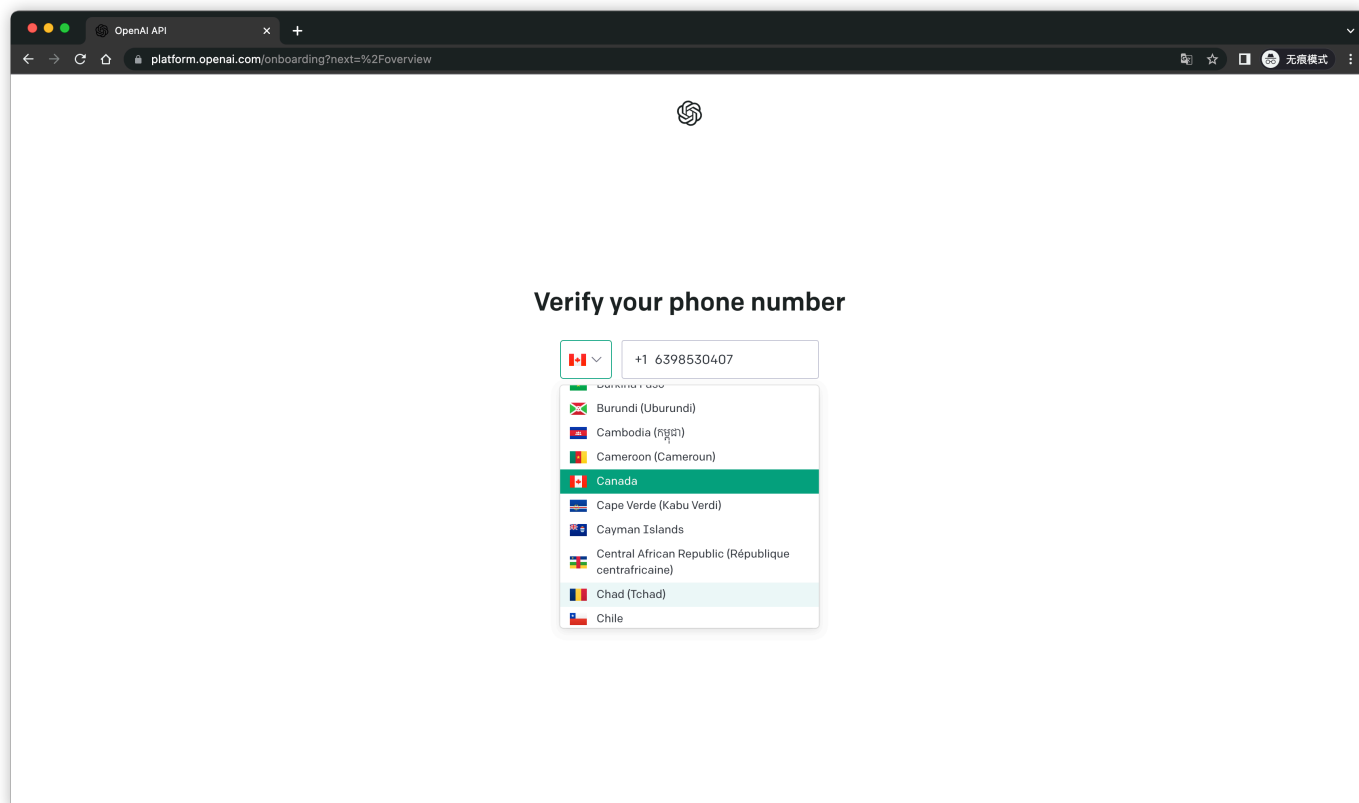 OpenAI API
platform.openai.com/onboarding?next=%2Foverview
无痕模式
Verify your phone number
+1 6398530407
Burkina Faso
Burundi (Uburundi)
Cambodia (កម្ពុជា)
Cameroon (Cameroun)
Canada
Cape Verde (Kabu Verdi)
Cayman Islands
Central African Republic (République
centrafricaine)
Chad (Tchad)
Chile